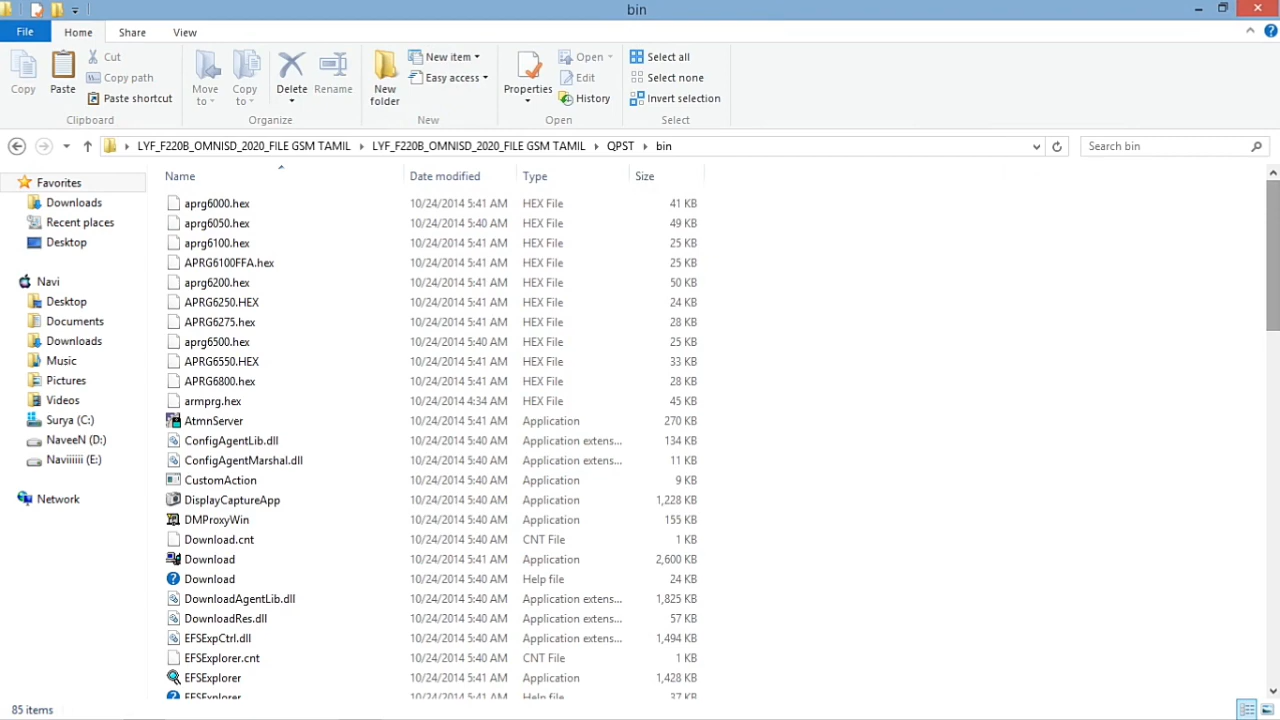 bin
File Home Share View
Copy
Paste
Cut
Copy path
Paste shortcut
Clipboard
Move to
Copy to
Delete
Rename
Organize
New folder
New item
Easy access
New
Properties
Open
Edit
History
Open
Select all
Select none
Invert selection
Select
LYF_F220B_OMNISD_2020_FILE GSM TAMIL LYF_F220B_OMNISD_2020_FILE GSM TAMIL QPST bin
Search bin
Favorites
Downloads
Recent places
Desktop
Navi
Desktop
Documents
Downloads
Music
Pictures
Videos
Surya (C:)
NaveeN (D:)
Naviiiiii (E:)
Network
Name Date modified Type Size
aprg6000.hex 10/24/2014 5:41 AM HEX File 41 KB
aprg6050.hex 10/24/2014 5:40 AM HEX File 49 KB
aprg6100.hex 10/24/2014 5:41 AM HEX File 25 KB
APRG6100FFA.hex 10/24/2014 5:41 AM HEX File 25 KB
aprg6200.hex 10/24/2014 5:41 AM HEX File 50 KB
APRG6250.HEX 10/24/2014 5:41 AM HEX File 24 KB
APRG6275.hex 10/24/2014 5:41 AM HEX File 28 KB
aprg6500.hex 10/24/2014 5:40 AM HEX File 25 KB
APRG6550.HEX 10/24/2014 5:41 AM HEX File 33 KB
APRG6800.hex 10/24/2014 5:41 AM HEX File 28 KB
armprg.hex 10/24/2014 4:34 AM HEX File 45 KB
AtmnServer 10/24/2014 5:41 AM Application 270 KB
ConfigAgentLib.dll 10/24/2014 5:40 AM Application extens... 134 KB
ConfigAgentMarshal.dll 10/24/2014 5:40 AM Application extens... 11 KB
CustomAction 10/24/2014 5:40 AM Application 9 KB
DisplayCaptureApp 10/24/2014 5:40 AM Application 1,228 KB
DMProxyWin 10/24/2014 5:40 AM Application 155 KB
Download.cnt 10/24/2014 5:40 AM CNT File 1 KB
Download 10/24/2014 5:41 AM Application 2,600 KB
Download 10/24/2014 5:40 AM Help file 24 KB
DownloadAgentLib.dll 10/24/2014 5:40 AM Application extens... 1,825 KB
DownloadRes.dll 10/24/2014 5:40 AM Application extens... 57 KB
EFSExpCtrl.dll 10/24/2014 5:40 AM Application extens... 1,494 KB
EFSExplorer.cnt 10/24/2014 5:40 AM CNT File 1 KB
EFSExplorer 10/24/2014 5:41 AM Application 1,428 KB
EFSExplorer 10/24/2014 5:40 AM Help file 37 KB
85 items